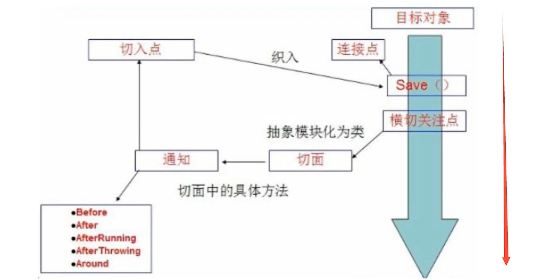 目标对象
切入点
连接点
织入
Save（）
横切关注点
抽象模块化为类
通知
切面
切面中的具体方法
●Before
●After
●AfterRunning
●AfterThrowing
●Around